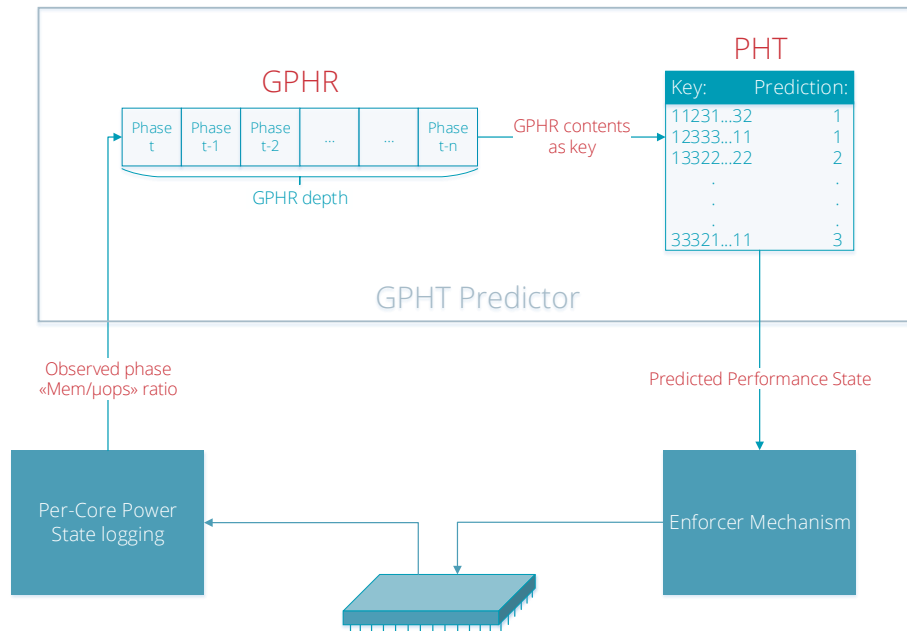 GPHR
PHT
Key: Prediction:
11231...32 1
12333...11 1
13322...22 2
. .
. .
. .
33321...11 3
Phase
t
Phase
t-1
Phase
t-2
...
...
Phase
t-n
GPHR contents
as key
GPHR depth
GPHT Predictor
Observed phase
«Mem/µops» ratio
Predicted Performance State
Per-Core Power
State logging
Enforcer Mechanism